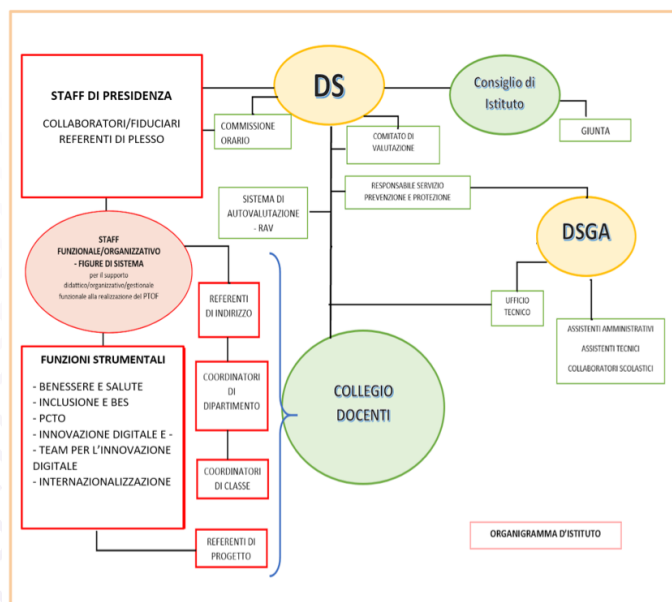 STAFF DI PRESIDENZA
COLLABORATORI/FIDUCIARI
REFERENTI DI PLESSO
DS
Consiglio di
Istituto
COMMISSIONE
ORARIO
COMITATO DI
VALUTAZIONE
GIUNTA
SISTEMA DI
AUTOVALUTAZIONE
- RAV
RESPONSABILE SERVIZIO
PREVENZIONE E PROTEZIONE
DSGA
STAFF
FUNZIONALE/ORGANIZZATIVO
- FIGURE DI SISTEMA
per il supporto
didattico/organizzativo/gestionale
funzionale alla realizzazione del PTOF
REFERENTI
DI INDIRIZZO
UFFICIO
TECNICO
ASSISTENTI AMMINISTRATIVI
ASSISTENTI TECNICI
COLLABORATORI SCOLASTICI
FUNZIONI STRUMENTALI
- BENESSERE E SALUTE
- INCLUSIONE E BES
- PCTO
- INNOVAZIONE DIGITALE E -
- TEAM PER L'INNOVAZIONE
DIGITALE
- INTERNAZIONALIZZAZIONE
COORDINATORI
DI
DIPARTIMENTO
COLLEGIO
DOCENTI
COORDINATORI
DI CLASSE
REFERENTI DI
PROGETTO
ORGANIGRAMMA D'ISTITUTO